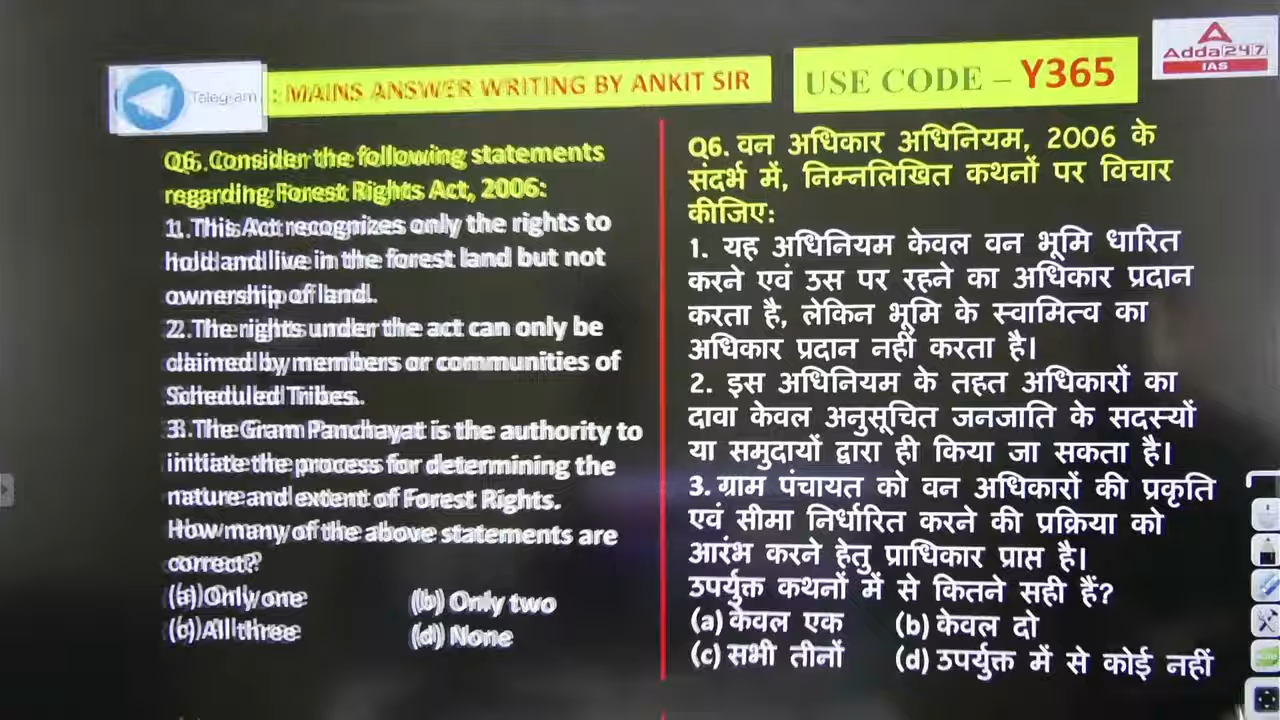 Telegram
: MAINS ANSWER WRITING BY ANKIT SIR
USE CODE – Y365
Adda 247
IAS
Q6. Consider the following statements
regarding Forest Rights Act, 2006:
1. This Act recognizes only the rights to
hold and live in the forest land but not
ownership of land.
2. The rights under the act can only be
claimed by members or communities of
Scheduled Tribes.
3. The Gram Panchayat is the authority to
initiate the process for determining the
nature and extent of Forest Rights.
How many of the above statements are
correct?
(a) Only one (b) Only two
(c) All three (d) None
Q6. वन अधिकार अधिनियम, 2006 के
संदर्भ में, निम्नलिखित कथनों पर विचार
कीजिए:
1. यह अधिनियम केवल वन भूमि धारित
करने एवं उस पर रहने का अधिकार प्रदान
करता है, लेकिन भूमि के स्वामित्व का
अधिकार प्रदान नहीं करता है।
2. इस अधिनियम के तहत अधिकारों का
दावा केवल अनुसूचित जनजाति के सदस्यों
या समुदायों द्वारा ही किया जा सकता है।
3. ग्राम पंचायत को वन अधिकारों की प्रकृति
एवं सीमा निर्धारित करने की प्रक्रिया को
आरंभ करने हेतु प्राधिकार प्राप्त है।
उपर्युक्त कथनों में से कितने सही हैं?
(a) केवल एक (b) केवल दो
(c) सभी तीनों (d) उपर्युक्त में से कोई नहीं